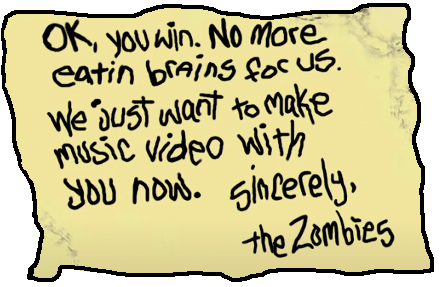 OK, you win. No more
eatin brains for us.
We just want to make
music video with
you now. sincerely,
the Zombies